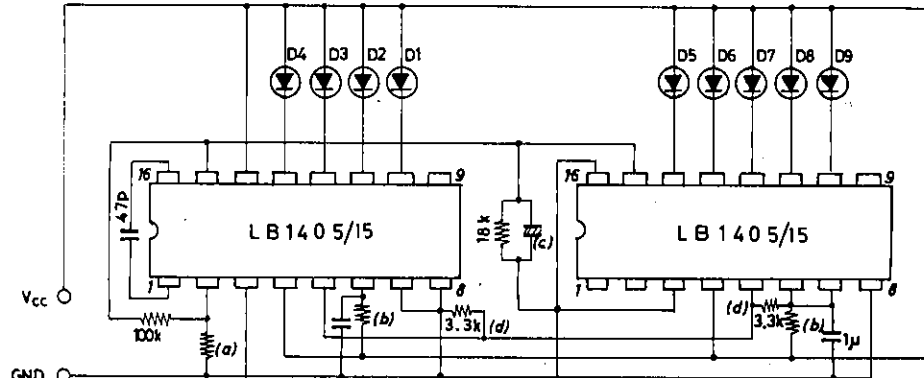 D4 D3 D2 D1 D5 D6 D7 D8 D9
16 9 16 9
47p
LB1405/15 18k (c) LB1405/15
1 8 1 8
VCC
100k (a) (b) 3.3k (d) (d) 3.3k (b) 1μ
GND